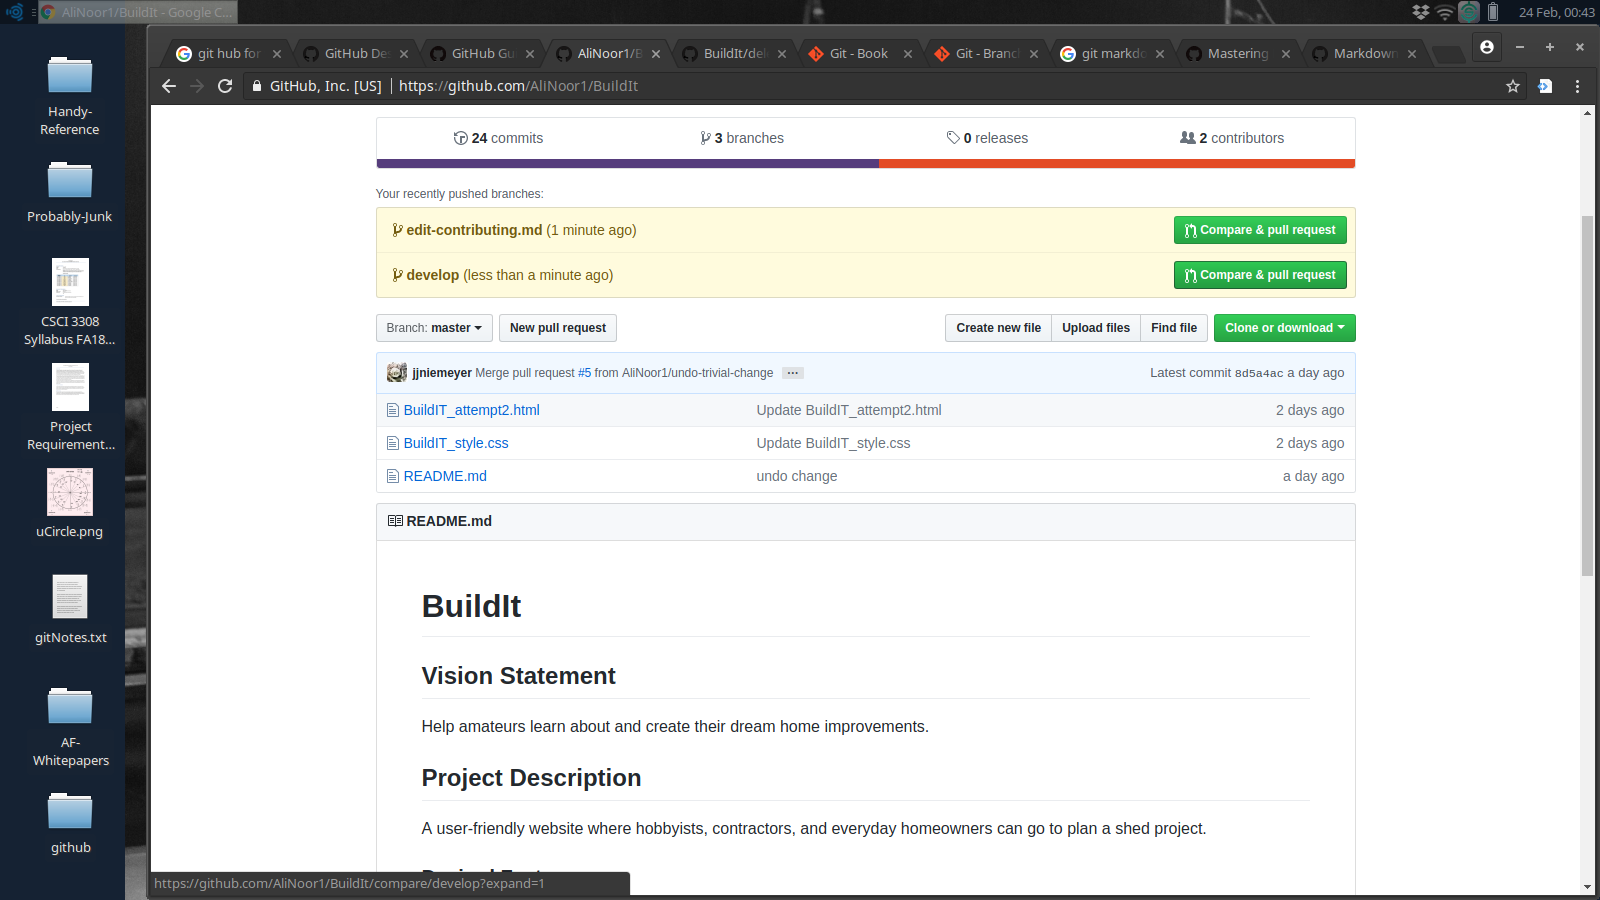 AliNoor1/BuildIt - Google C...
24 Feb, 00:43
git hub for
GitHub De
GitHub Gu
AliNoor1/B
BuildIt/del
Git - Book
Git - Branc
git markdo
Mastering
Markdown
GitHub, Inc. [US] | https://github.com/AliNoor1/BuildIt
Handy-
Reference
Probably-Junk
CSCI 3308
Syllabus FA18...
Project
Requirement...
uCircle.png
gitNotes.txt
AF-
Whitepapers
github
24 commits
3 branches
0 releases
2 contributors
Your recently pushed branches:
edit-contributing.md (1 minute ago)
Compare & pull request
develop (less than a minute ago)
Compare & pull request
Branch: master
New pull request
Create new file
Upload files
Find file
Clone or download
jjniemeyer Merge pull request #5 from AliNoor1/undo-trivial-change ...
Latest commit 8d5a4ac a day ago
BuildIT_attempt2.html
Update BuildIT_attempt2.html
2 days ago
BuildIT_style.css
Update BuildIT_style.css
2 days ago
README.md
undo change
a day ago
README.md
BuildIt
Vision Statement
Help amateurs learn about and create their dream home improvements.
Project Description
A user-friendly website where hobbyists, contractors, and everyday homeowners can go to plan a shed project.
https://github.com/AliNoor1/BuildIt/compare/develop?expand=1